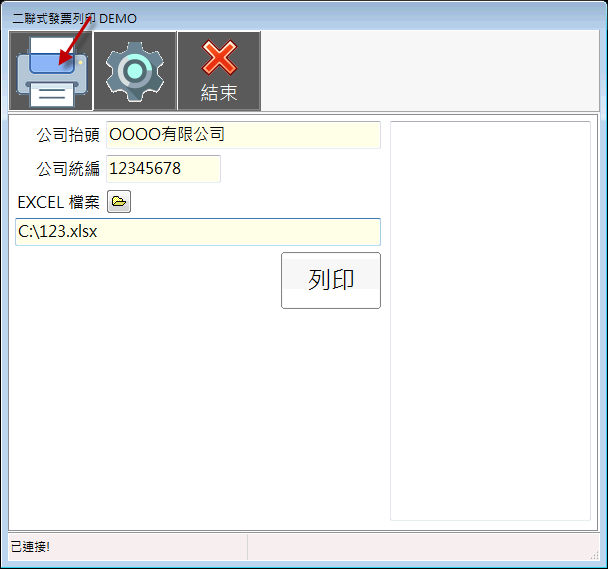 二聯式發票列印 DEMO
結束
公司抬頭 OOOO有限公司
公司統編 12345678
EXCEL 檔案
C:\123.xlsx
列印
已連接!